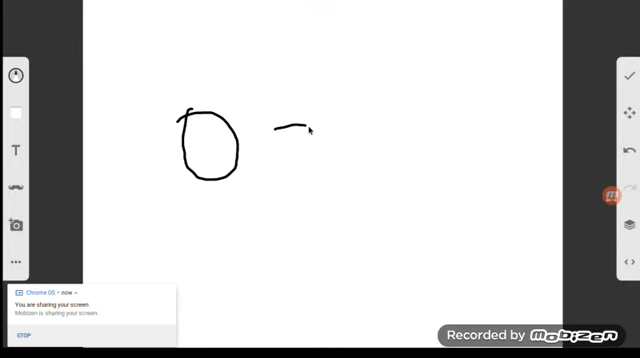 T
Chrome OS • now
You are sharing your screen
Mobizen is sharing your screen.
STOP
Recorded by MOBIZEN